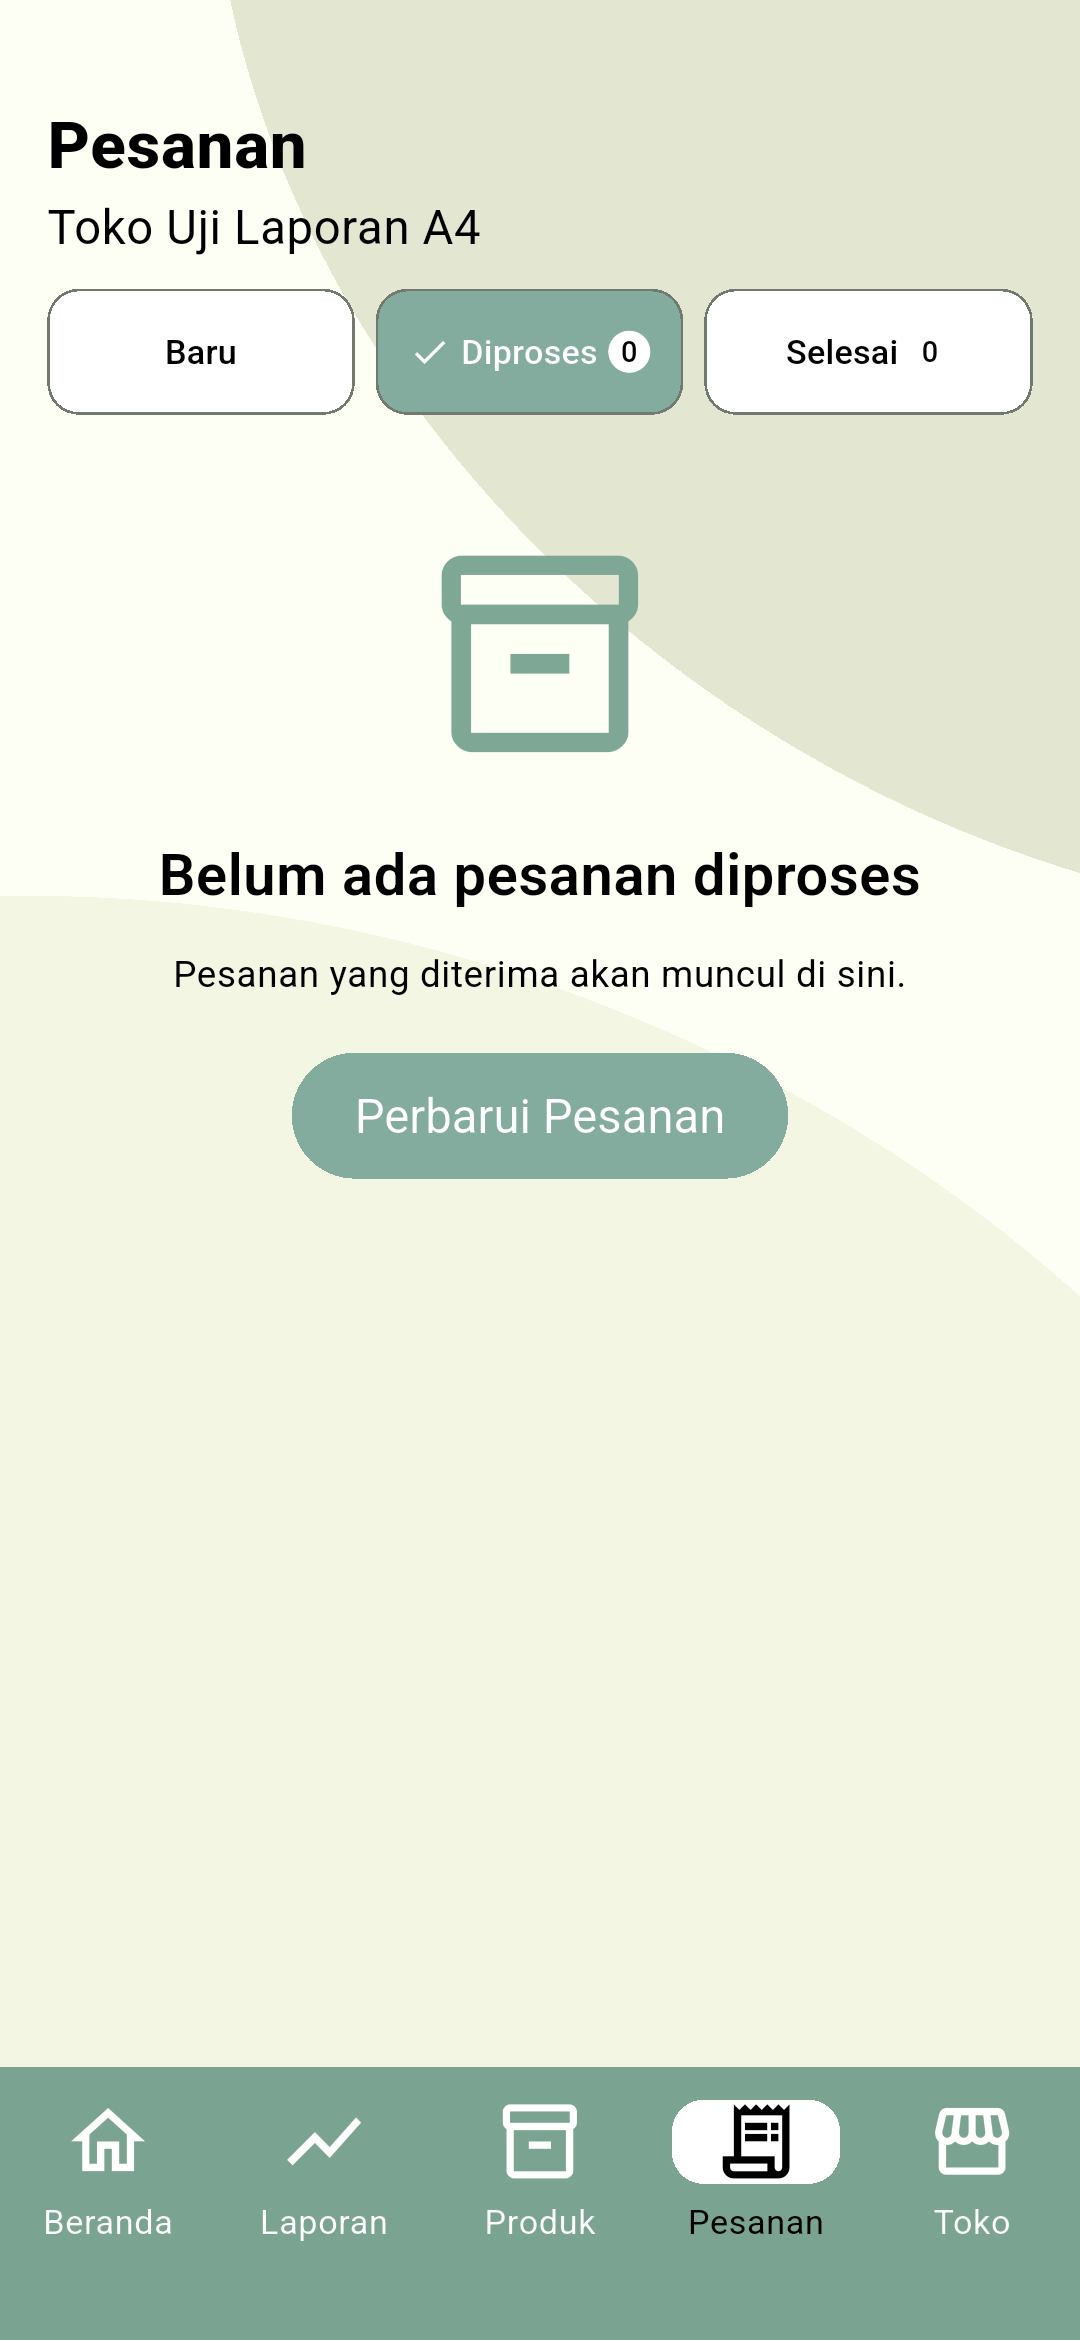 Pesanan
Toko Uji Laporan A4
Baru
Diproses 0
Selesai 0
Belum ada pesanan diproses
Pesanan yang diterima akan muncul di sini.
Perbarui Pesanan
Beranda
Laporan
Produk
Pesanan
Toko